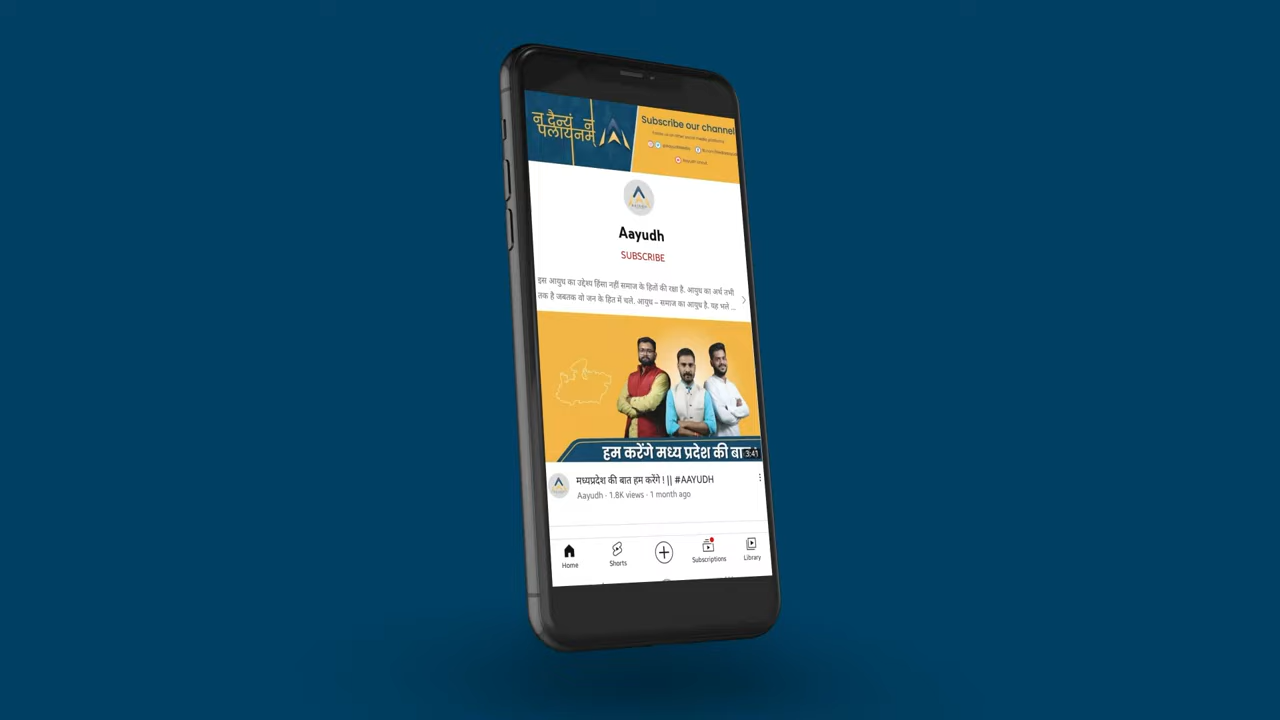 न दैन्यं न
पलायनम्
Subscribe our channel
Aayudh
SUBSCRIBE
इस आयुध का उद्देश्य हिंसा नहीं समाज के हितों की रक्षा है. आयुध का अर्थ तभी
तक है जबतक वो जन के हित में चले. आयुध – समाज का आयुध है. यह भले ...
हम करेंगे मध्य प्रदेश की
3:41
मध्यप्रदेश की बात हम करेंगे ! || #AAYUDH
Aayudh · 1.8K views · 1 month ago
Home
Shorts
Subscriptions
Library